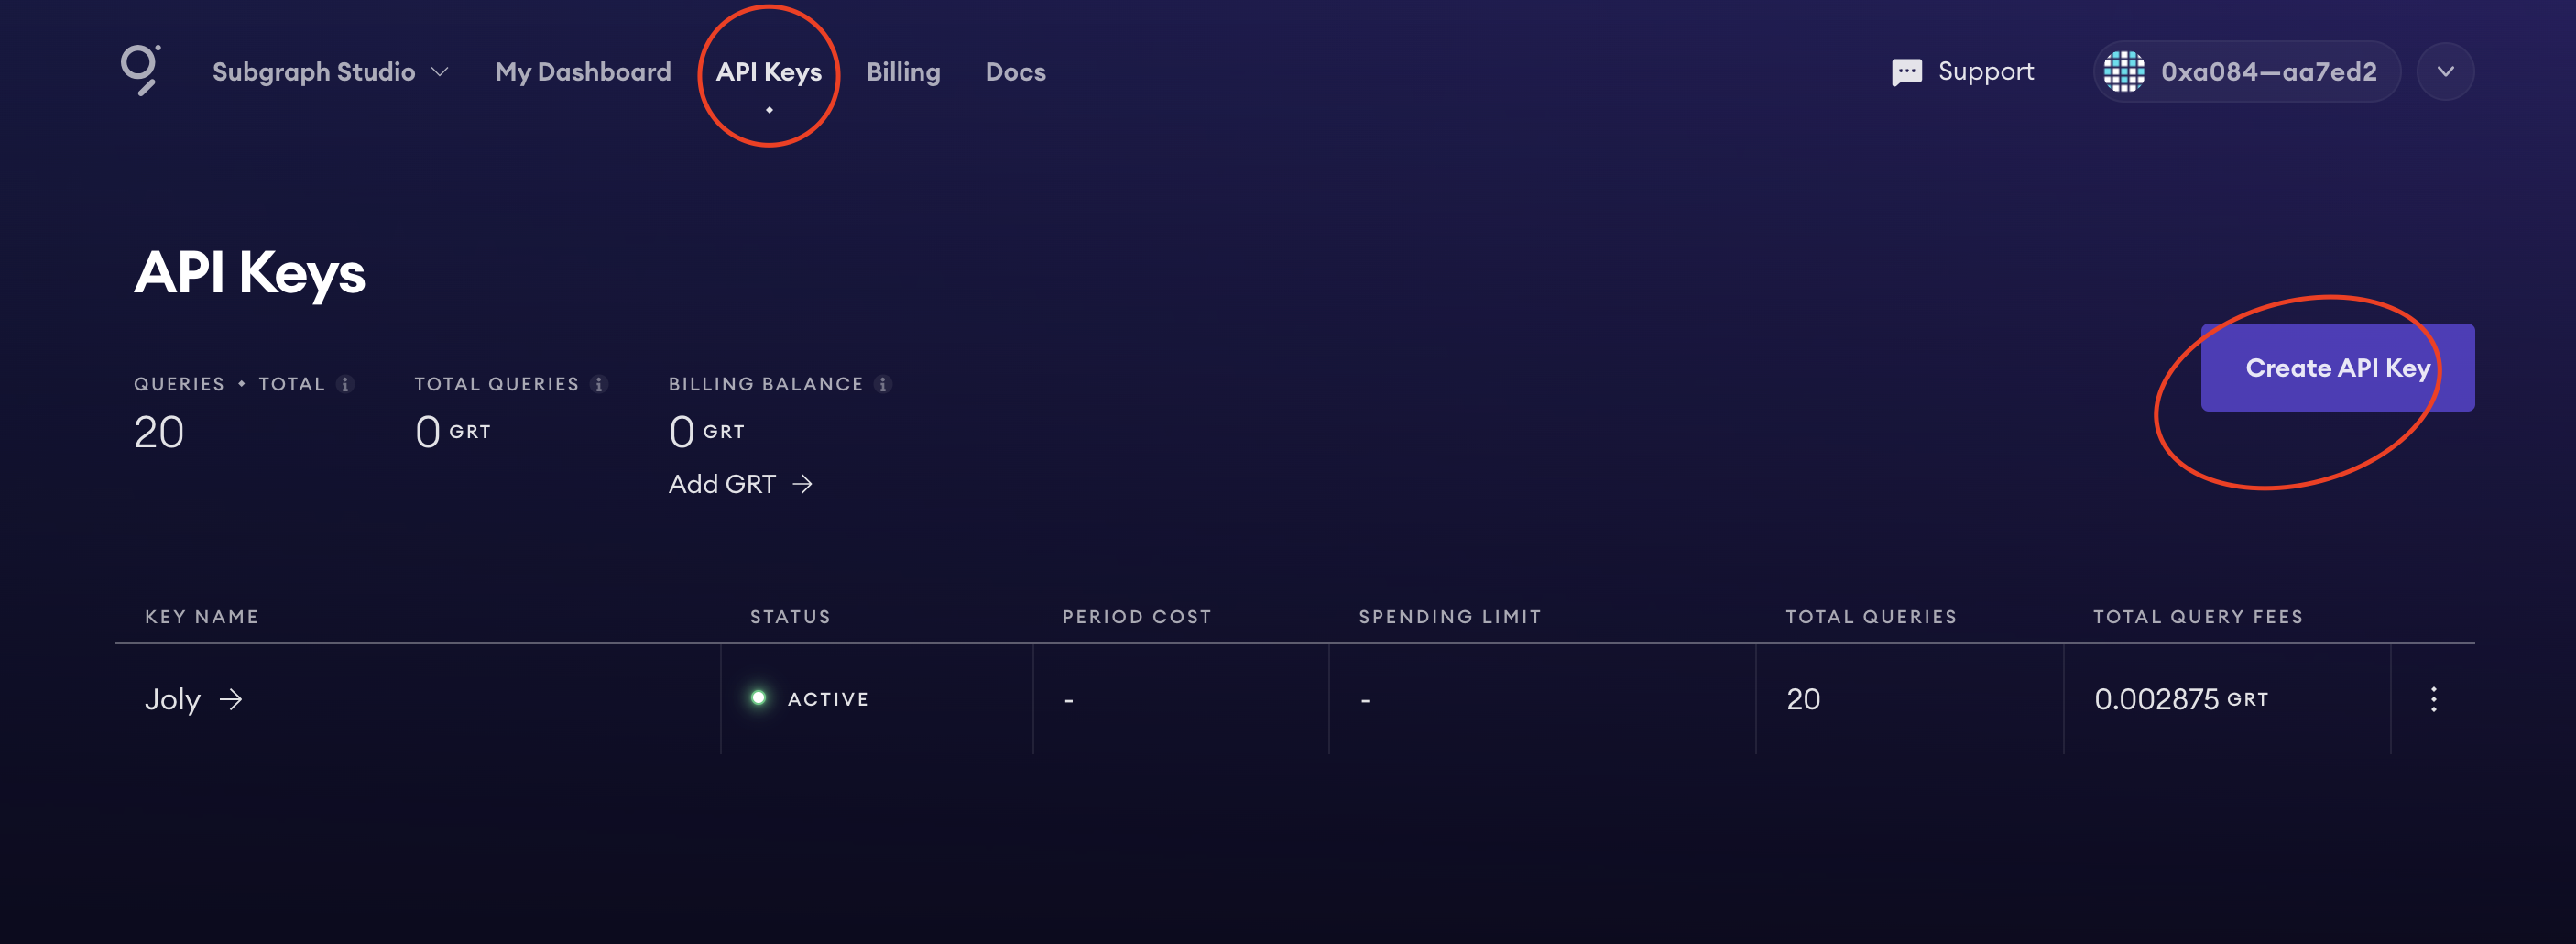 Subgraph Studio My Dashboard API Keys Billing Docs Support 0xa084—aa7ed2
API Keys
Create API Key
QUERIES • TOTAL TOTAL QUERIES BILLING BALANCE
20 0 GRT 0 GRT
Add GRT →
KEY NAME STATUS PERIOD COST SPENDING LIMIT TOTAL QUERIES TOTAL QUERY FEES
Joly → ACTIVE - - 20 0.002875 GRT